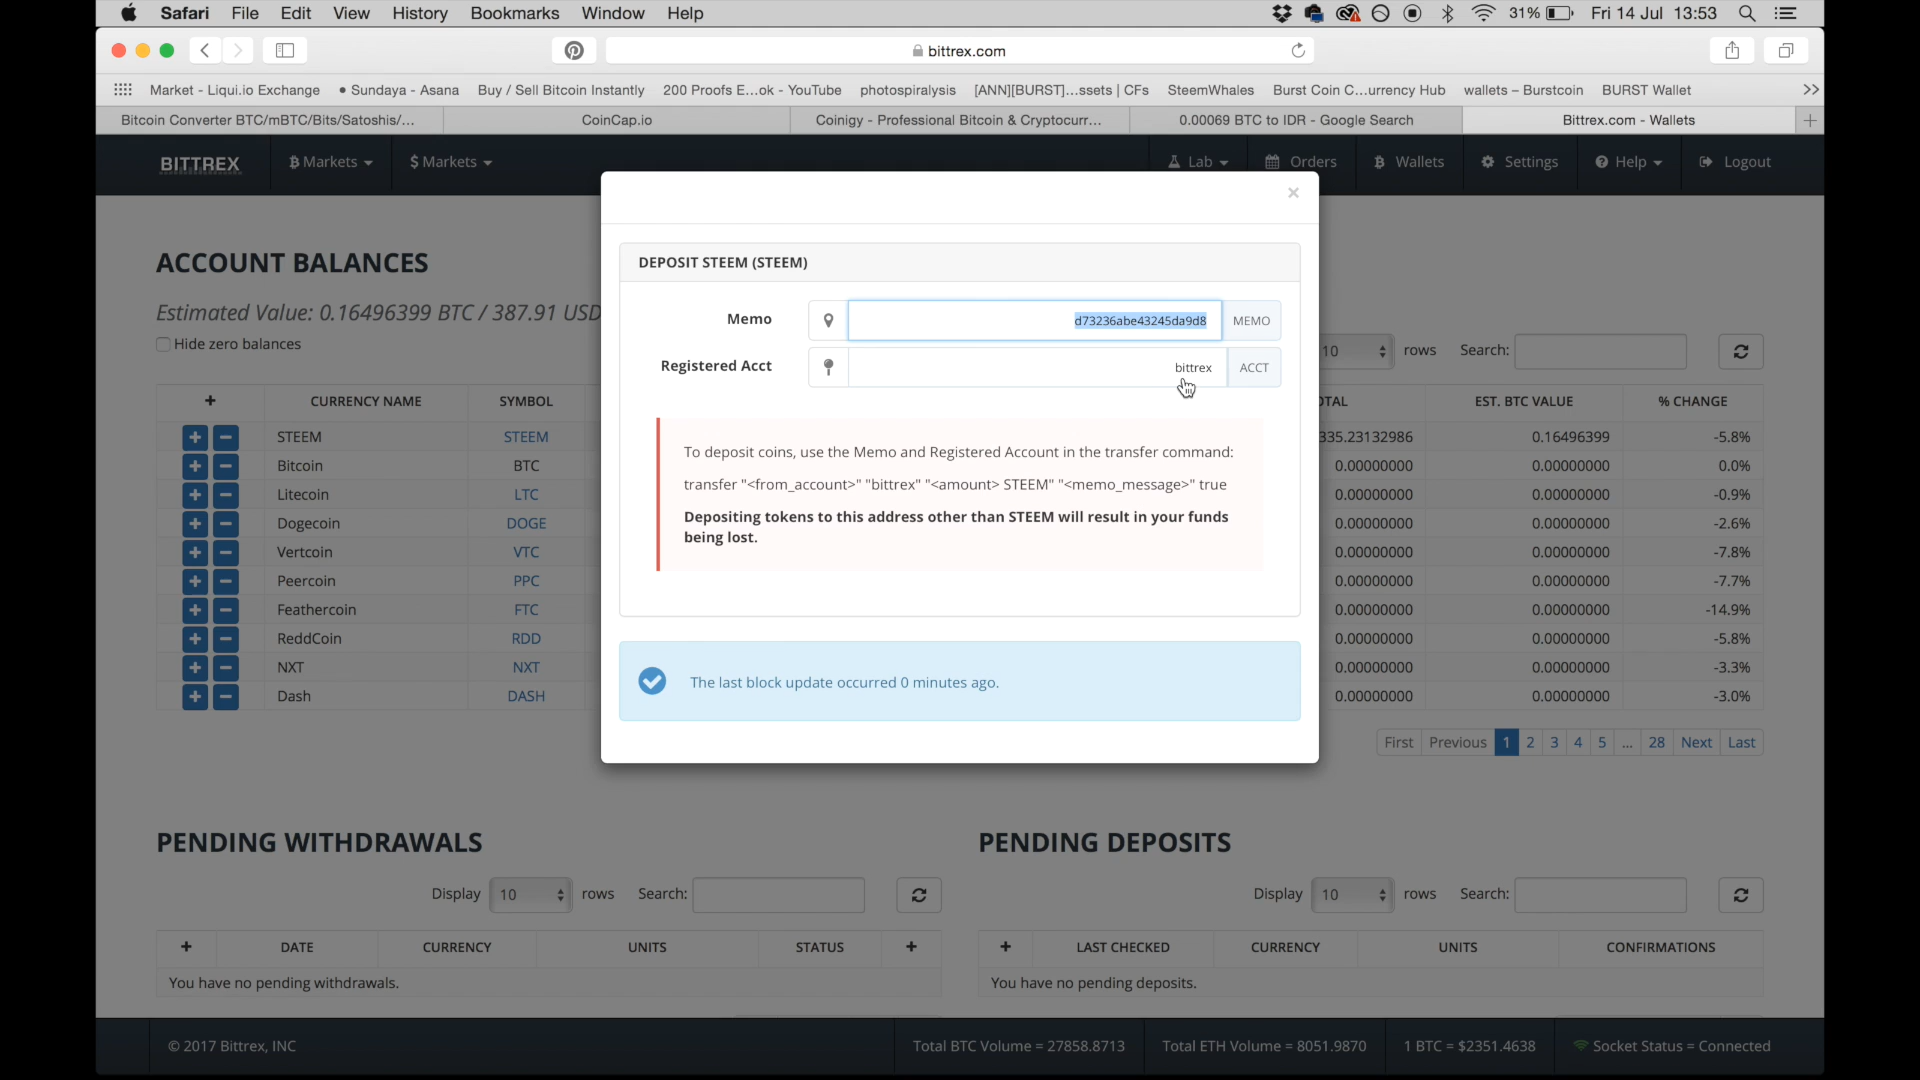 Safari File Edit View History Bookmarks Window Help
31% Fri 14 Jul 13:53
bittrex.com
Market - Liqui.io Exchange • Sundaya - Asana Buy / Sell Bitcoin Instantly 200 Proofs E...ok - YouTube photospiralysis [ANN][BURST]...ssets | CFs SteemWhales Burst Coin C...urrency Hub wallets – Burstcoin BURST Wallet >>
Bitcoin Converter BTC/mBTC/Bits/Satoshis/... CoinCap.io Coinigy - Professional Bitcoin & Cryptocurr... 0.00069 BTC to IDR - Google Search Bittrex.com - Wallets +
BITTREX Ƀ Markets $ Markets Lab Orders Ƀ Wallets Settings Help Logout
×
ACCOUNT BALANCES
Estimated Value: 0.16496399 BTC / 387.91 USD
Hide zero balances
10 rows Search:
+ CURRENCY NAME SYMBOL OTAL EST. BTC VALUE % CHANGE
+ − STEEM STEEM 335.23132986 0.16496399 -5.8%
+ − Bitcoin BTC 0.00000000 0.00000000 0.0%
+ − Litecoin LTC 0.00000000 0.00000000 -0.9%
+ − Dogecoin DOGE 0.00000000 0.00000000 -2.6%
+ − Vertcoin VTC 0.00000000 0.00000000 -7.8%
+ − Peercoin PPC 0.00000000 0.00000000 -7.7%
+ − Feathercoin FTC 0.00000000 0.00000000 -14.9%
+ − ReddCoin RDD 0.00000000 0.00000000 -5.8%
+ − NXT NXT 0.00000000 0.00000000 -3.3%
+ − Dash DASH 0.00000000 0.00000000 -3.0%
First Previous 1 2 3 4 5 ... 28 Next Last
DEPOSIT STEEM (STEEM)
Memo d73236abe43245da9d8 MEMO
Registered Acct bittrex ACCT
To deposit coins, use the Memo and Registered Account in the transfer command:
transfer "<from_account>" "bittrex" "<amount> STEEM" "<memo_message>" true
Depositing tokens to this address other than STEEM will result in your funds
being lost.
The last block update occurred 0 minutes ago.
PENDING WITHDRAWALS
Display 10 rows Search:
+ DATE CURRENCY UNITS STATUS +
You have no pending withdrawals.
PENDING DEPOSITS
Display 10 rows Search:
+ LAST CHECKED CURRENCY UNITS CONFIRMATIONS
You have no pending deposits.
© 2017 Bittrex, INC Total BTC Volume = 27858.8713 Total ETH Volume = 8051.9870 1 BTC = $2351.4638 Socket Status = Connected